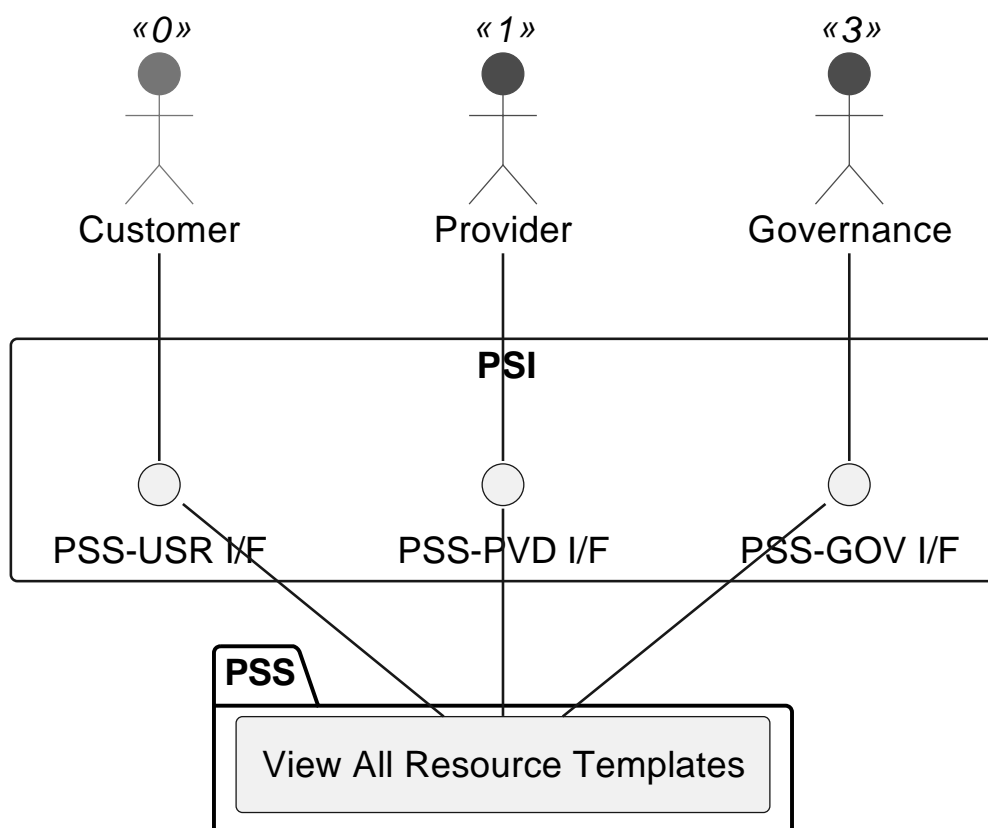 «0» «1» «3»
Customer Provider Governance
PSI
PSS-USR I/F PSS-PVD I/F PSS-GOV I/F
PSS
View All Resource Templates